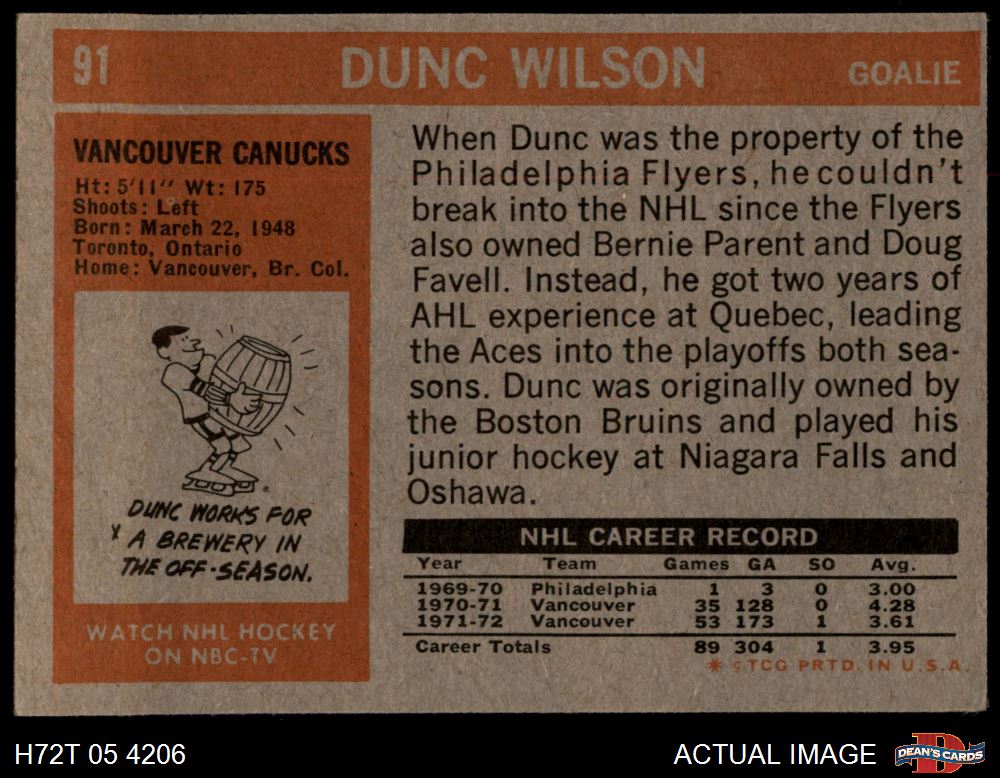 91
DUNC WILSON
GOALIE
VANCOUVER CANUCKS
Ht: 5'11" Wt: 175
Shoots: Left
Born: March 22, 1948
Toronto, Ontario
Home: Vancouver, Br. Col.
DUNC WORKS FOR
A BREWERY IN
THE OFF-SEASON.
WATCH NHL HOCKEY
ON NBC-TV
When Dunc was the property of the
Philadelphia Flyers, he couldn't
break into the NHL since the Flyers
also owned Bernie Parent and Doug
Favell. Instead, he got two years of
AHL experience at Quebec, leading
the Aces into the playoffs both sea-
sons. Dunc was originally owned by
the Boston Bruins and played his
junior hockey at Niagara Falls and
Oshawa.
NHL CAREER RECORD
Year Team Games GA SO Avg.
1969-70 Philadelphia 1 3 0 3.00
1970-71 Vancouver 35 128 0 4.28
1971-72 Vancouver 53 173 1 3.61
Career Totals 89 304 1 3.95
* ©TCG PRTD. IN U.S.A.
H72T 05 4206
ACTUAL IMAGE
D
DEAN'S CARDS